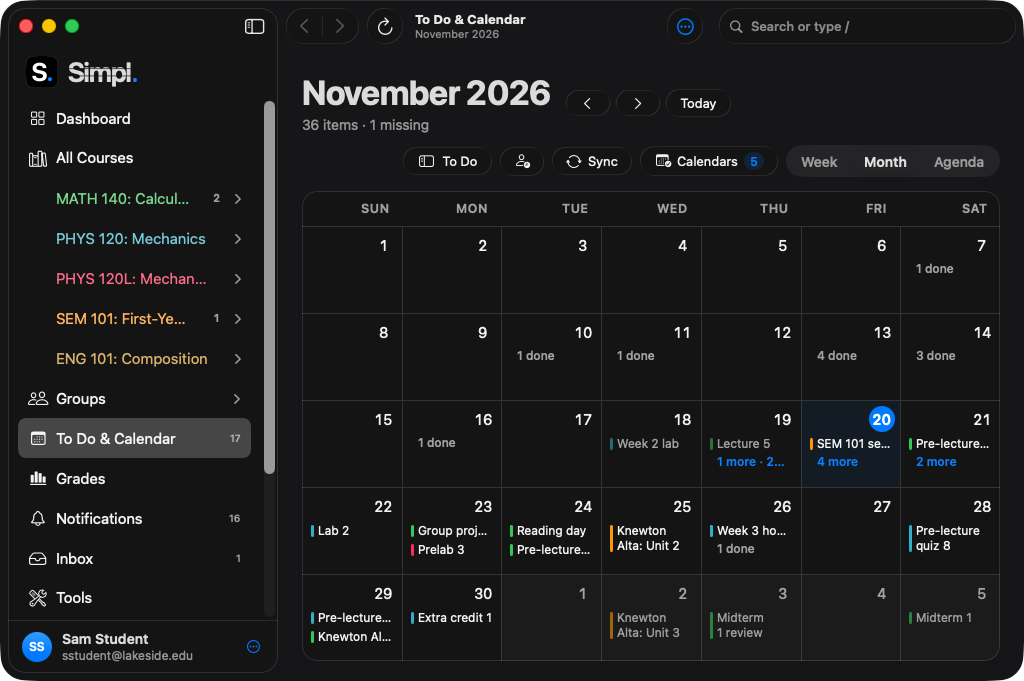 To Do & Calendar
November 2026
Search or type /
S.
Simpl.
Dashboard
All Courses
MATH 140: Calcul... 2
PHYS 120: Mechanics
PHYS 120L: Mechan...
SEM 101: First-Ye... 1
ENG 101: Composition
Groups
To Do & Calendar 17
Grades
Notifications 16
Inbox 1
Tools
SS
Sam Student
sstudent@lakeside.edu
November 2026
Today
36 items · 1 missing
To Do
Sync
Calendars 5
Week Month Agenda
SUN MON TUE WED THU FRI SAT
1 2 3 4 5 6 7
1 done
8 9 10 11 12 13 14
1 done 1 done 4 done 3 done
15 16 17 18 19 20 21
1 done
Week 2 lab
Lecture 5
1 more · 2...
SEM 101 se...
4 more
Pre-lecture...
2 more
22 23 24 25 26 27 28
Lab 2
Group proj...
Prelab 3
Reading day
Pre-lecture...
Knewton
Alta: Unit 2
Week 3 ho...
1 done
Pre-lecture
quiz 8
29 30 1 2 3 4 5
Pre-lecture...
Knewton Al...
Extra credit 1
Knewton
Alta: Unit 3
Midterm
1 review
Midterm 1